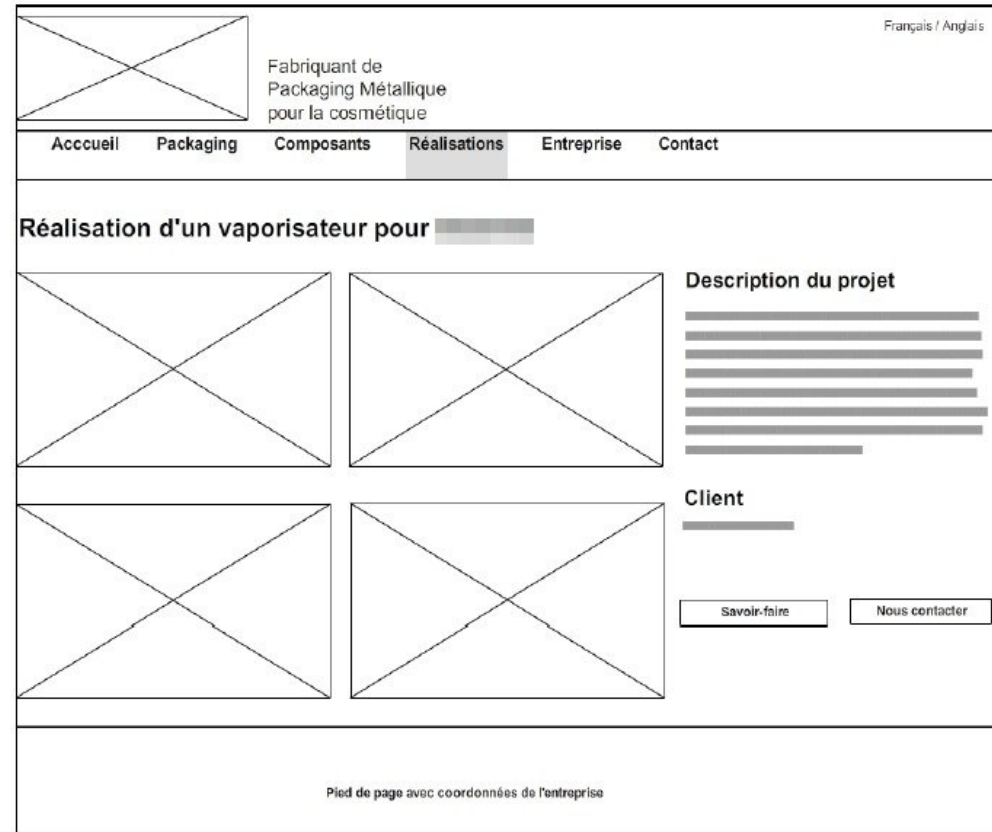 Français / Anglais
Fabriquant de
Packaging Métallique
pour la cosmétique
Acccueil Packaging Composants Réalisations Entreprise Contact
Réalisation d'un vaporisateur pour
Description du projet
Client
Savoir-faire Nous contacter
Pied de page avec coordonnées de l'entreprise